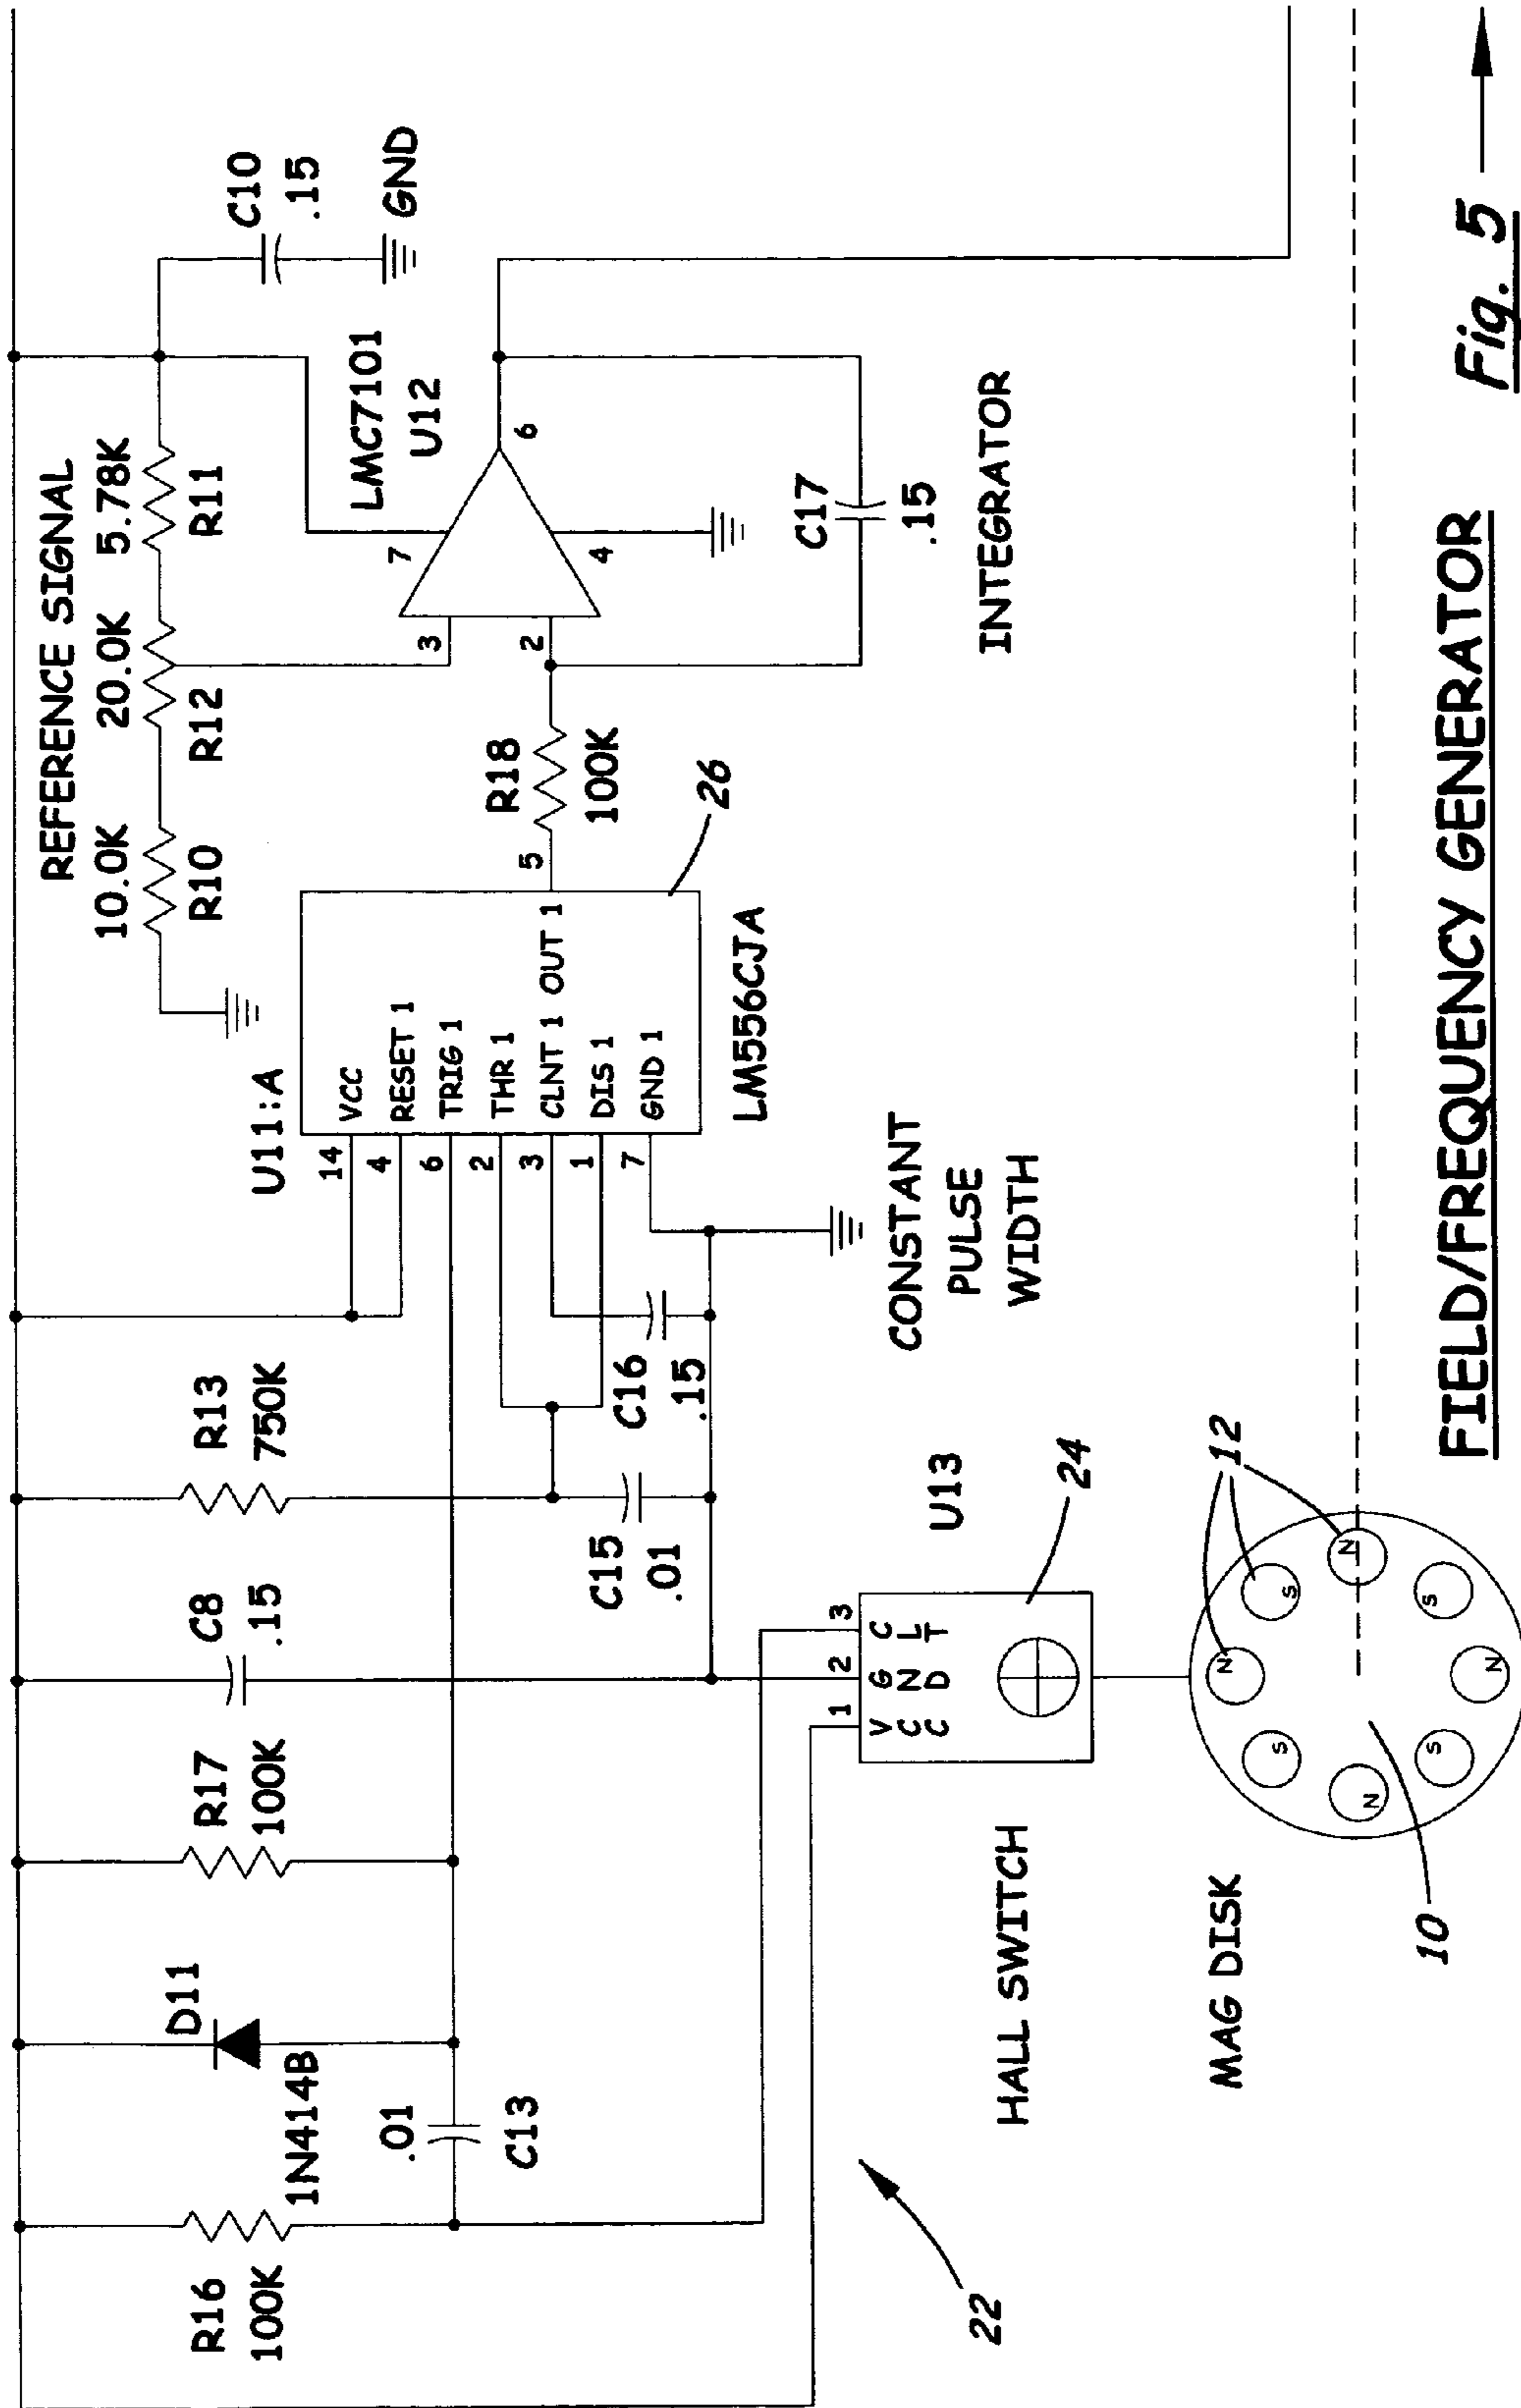 REFERENCE SIGNAL
10.0K 20.0K 5.78K
R10 R12 R11
C10
.15
GND
LMC7101
U12
3
2
7
4
6
C17
.15
INTEGRATOR
R18
100K
5
26
U11:A
14 VCC
4 RESET 1
6 TRIG 1
2 THR 1
3 CLNT 1 OUT 1
1 DIS 1
7 GND 1
LM556CJA
CONSTANT
PULSE
WIDTH
R13
750K
C16
.15
C15
.01
C8
.15
R17
100K
D11
1N414B
.01
C13
R16
100K
22
HALL SWITCH
U13
24
1 2 3
VCC
GND
CLT
MAG DISK
10
12
N
S
N
S
N
S
N
S
FIELD/FREQUENCY GENERATOR
Fig. 5